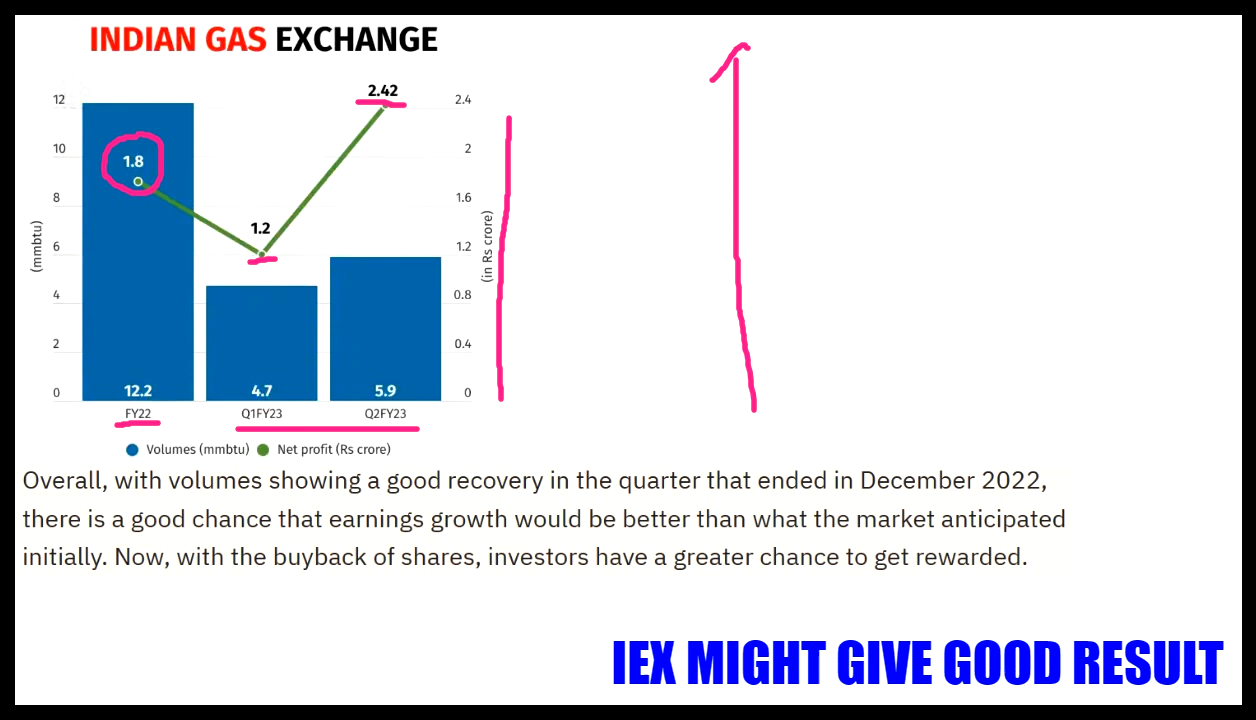 INDIAN GAS EXCHANGE
2.42
12
2.4
10
1.8
2
8
1.6
1.2
6
1.2
(mmbtu)
(in Rs crore)
4
0.8
2
0.4
0
12.2
4.7
5.9
0
FY22
Q1FY23
Q2FY23
Volumes (mmbtu)
Net profit (Rs crore)
Overall, with volumes showing a good recovery in the quarter that ended in December 2022,
there is a good chance that earnings growth would be better than what the market anticipated
initially. Now, with the buyback of shares, investors have a greater chance to get rewarded.
IEX MIGHT GIVE GOOD RESULT